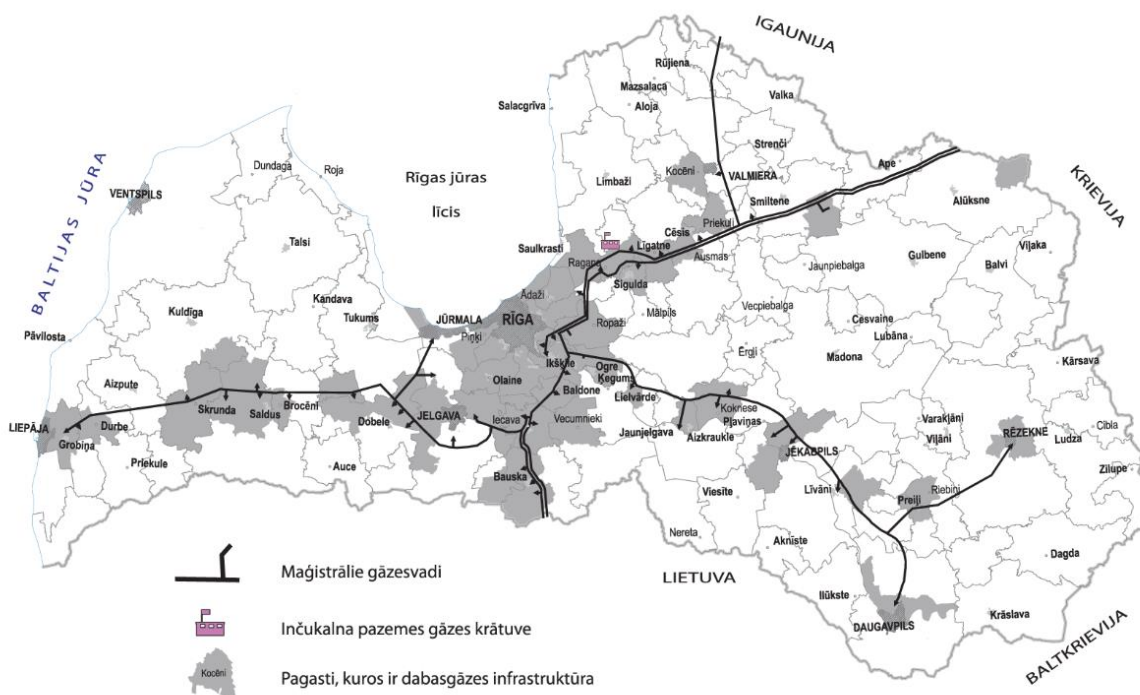 IGAUNIJA
Rūjiena
Mazsalaca
Valka
Salacgrīva
Aloja
Strenči
BALTIJAS JŪRA
Dundaga
Roja
Rīgas jūras
līcis
Kocēni
VALMIERA
Ape
KRIEVIJA
VENTSPILS
Limbaži
Smiltene
Alūksne
Priekuļi
Talsi
Saulkrasti
Cēsis
Līgatne
Ausmas
Gulbene
Viļaka
Ragana
Jaunpiebalga
Balvi
Sigulda
Kandava
Ādaži
Kuldīga
Tukums
JŪRMALA
RĪGA
Ropaži
Mālpils
Vecpiebalga
Cesvaine
Pāvilosta
Piņķi
Lubāna
Ērgļi
Madona
Ikšķile
Ogre
Kārsava
Aizpute
Olaine
Ķegums
Baldone
Skrunda
Saldus
Brocēni
JELGAVA
Lielvārde
Koknese
LIEPĀJA
Durbe
Dobele
Iecava
Vecumnieki
Pļaviņas
Varakļāni
Grobiņa
Jaunjelgava
Aizkraukle
Viļāni
RĒZEKNE
Ludza
Cibla
JĒKABPILS
Priekule
Auce
Bauska
Zilupe
Viesīte
Līvāni
Preiļi
Riebiņi
Nereta
Aknīste
Dagda
LIETUVA
Ilūkste
Krāslava
DAUGAVPILS
BALTKRIEVIJA
Maģistrālie gāzesvadi
Inčukalna pazemes gāzes krātuve
Kocēni
Pagasti, kuros ir dabasgāzes infrastruktūra